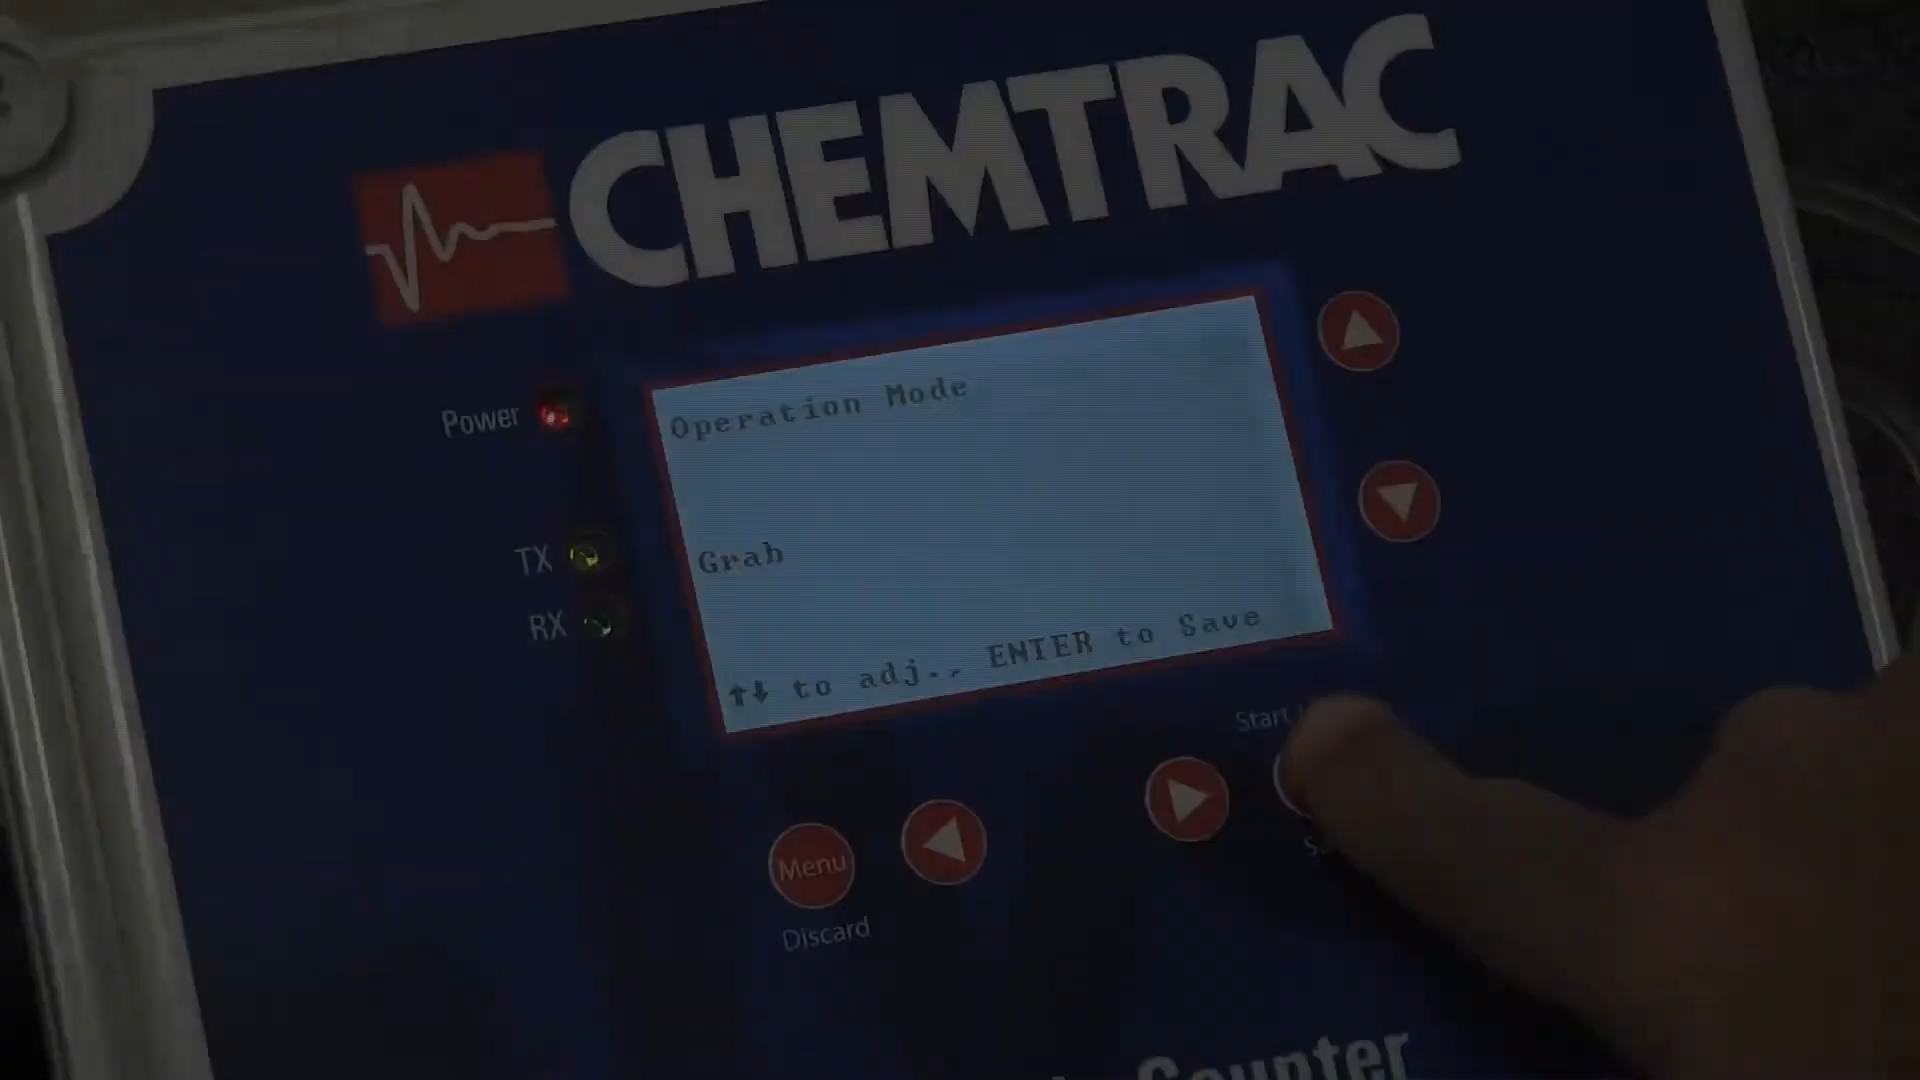 CHEMTRAC
Power
Operation Mode
TX
Grab
RX
↑↓ to adj., ENTER to Save
Start
Menu
Discard
Counter